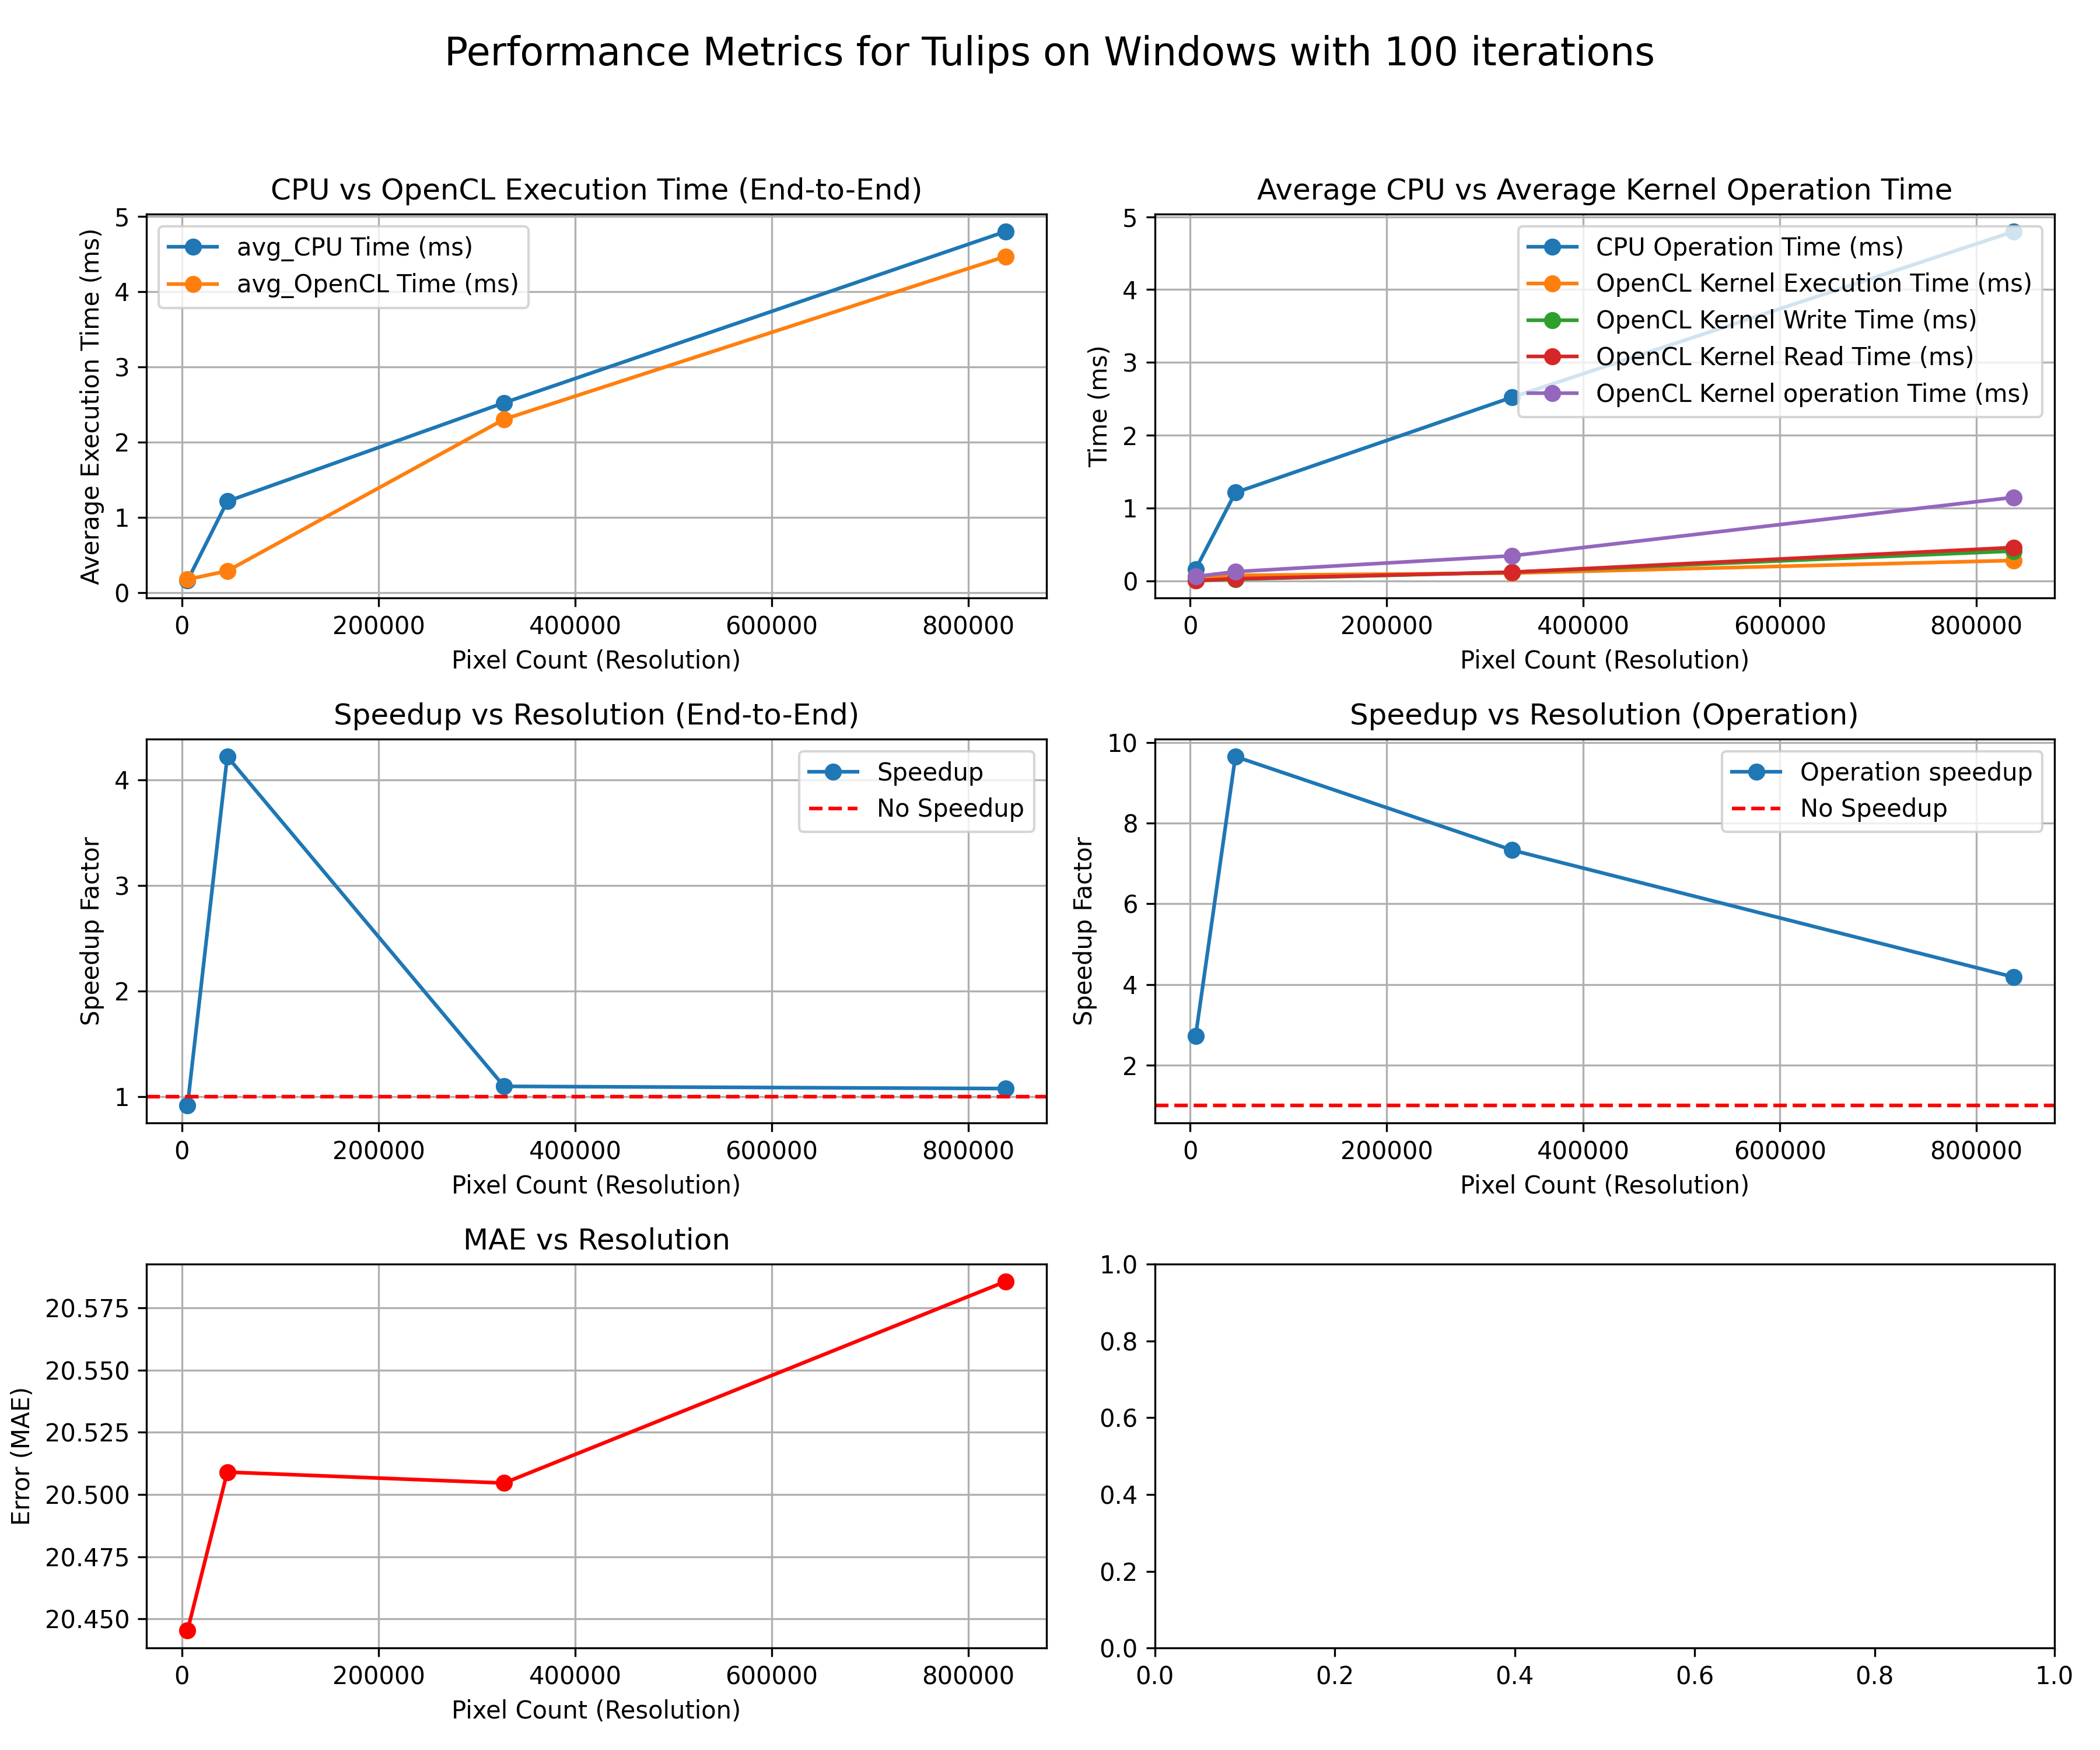 Performance Metrics for Tulips on Windows with 100 iterations
CPU vs OpenCL Execution Time (End-to-End)
Average Execution Time (ms)
5
4
3
2
1
0
avg_CPU Time (ms)
avg_OpenCL Time (ms)
0 200000 400000 600000 800000
Pixel Count (Resolution)
Average CPU vs Average Kernel Operation Time
Time (ms)
5
4
3
2
1
0
CPU Operation Time (ms)
OpenCL Kernel Execution Time (ms)
OpenCL Kernel Write Time (ms)
OpenCL Kernel Read Time (ms)
OpenCL Kernel operation Time (ms)
0 200000 400000 600000 800000
Pixel Count (Resolution)
Speedup vs Resolution (End-to-End)
Speedup Factor
4
3
2
1
Speedup
No Speedup
0 200000 400000 600000 800000
Pixel Count (Resolution)
Speedup vs Resolution (Operation)
Speedup Factor
10
8
6
4
2
Operation speedup
No Speedup
0 200000 400000 600000 800000
Pixel Count (Resolution)
MAE vs Resolution
Error (MAE)
20.575
20.550
20.525
20.500
20.475
20.450
0 200000 400000 600000 800000
Pixel Count (Resolution)
1.0
0.8
0.6
0.4
0.2
0.0
0.0 0.2 0.4 0.6 0.8 1.0